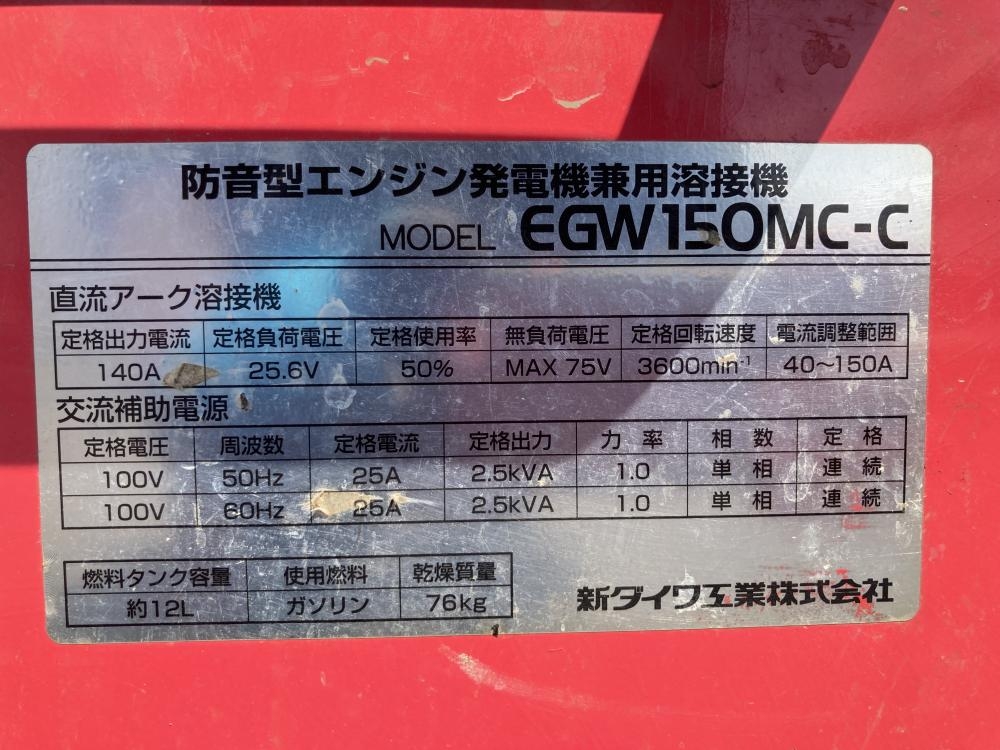 防音型エンジン発電機兼用溶接機
MODEL EGW150MC-C
直流アーク溶接機
定格出力電流 定格負荷電圧 定格使用率 無負荷電圧 定格回転速度 電流調整範囲
140A 25.6V 50% MAX 75V 3600min⁻¹ 40～150A
交流補助電源
定格電圧 周波数 定格電流 定格出力 力率 相数 定格
100V 50Hz 25A 2.5kVA 1.0 単相 連続
100V 60Hz 25A 2.5kVA 1.0 単相 連続
燃料タンク容量 使用燃料 乾燥質量
約12L ガソリン 76kg
新ダイワ工業株式会社